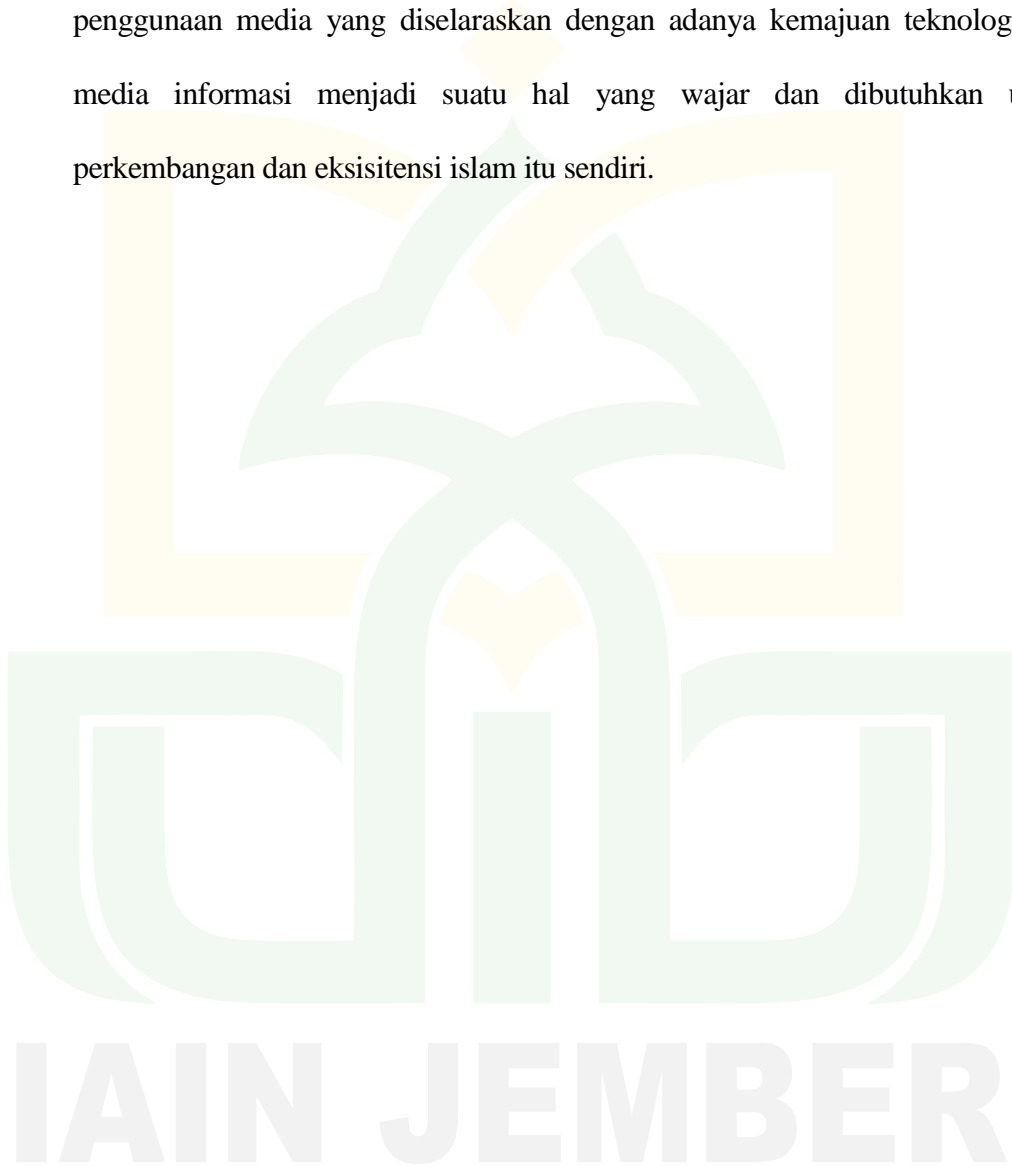 penggunaan media yang diselaraskan dengan adanya kemajuan teknolog
media informasi menjadi suatu hal yang wajar dan dibutuhkan
perkembangan dan eksisitensi islam itu sendiri.
IAIN JEMBER